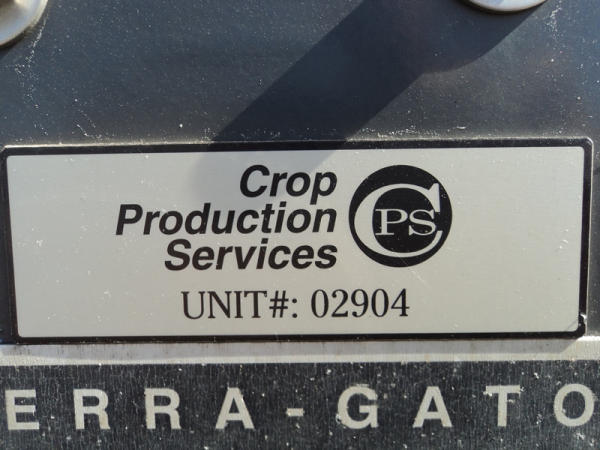 Crop
Production
Services
CPS
UNIT#: 02904
ERRA-GATO